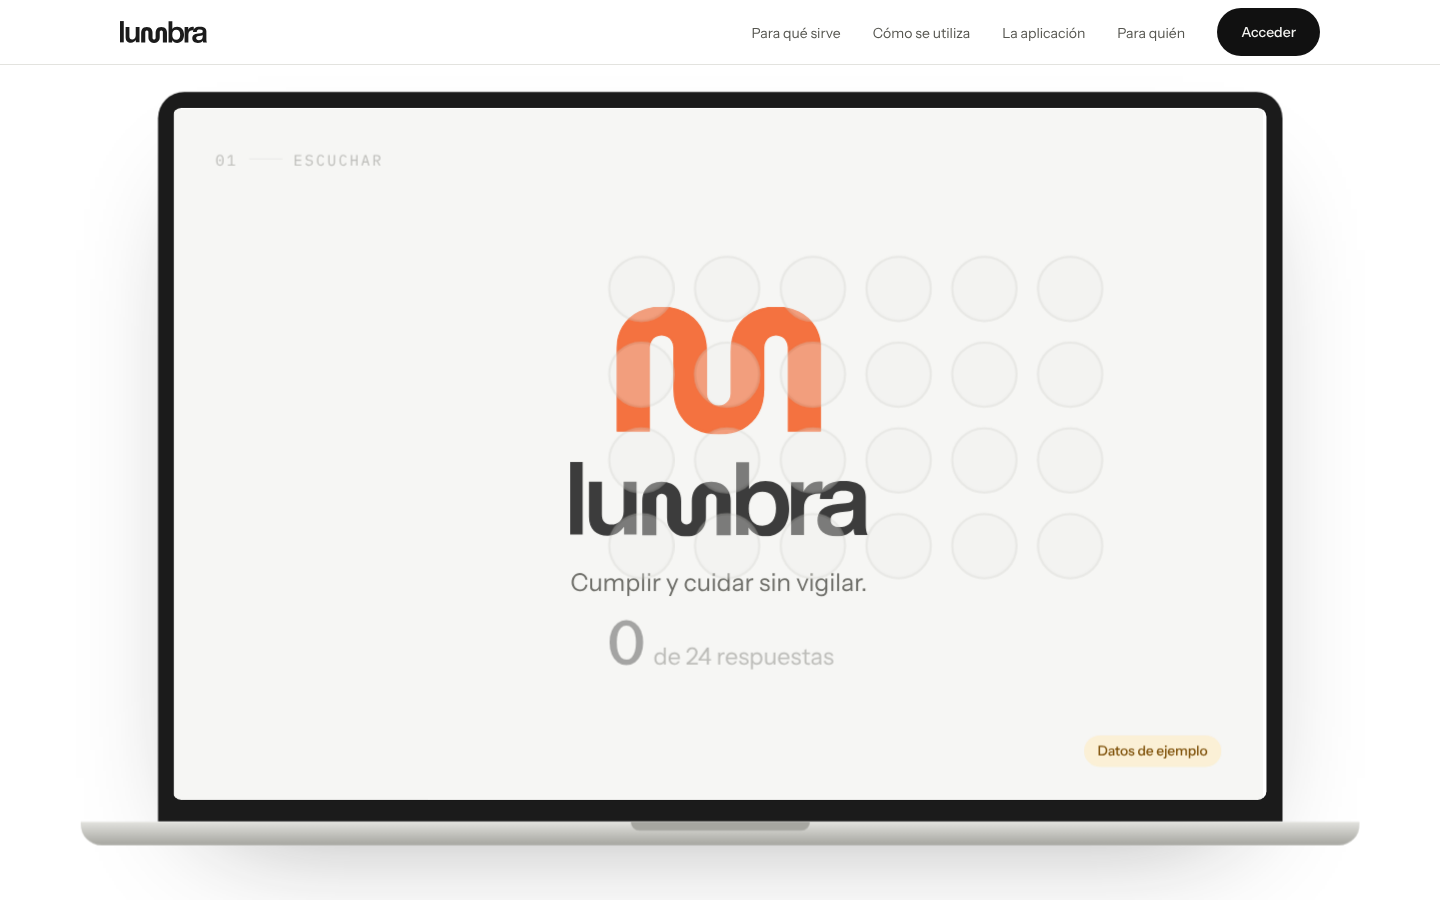 lumbra
Para qué sirve
Cómo se utiliza
La aplicación
Para quién
Acceder
01 ESCUCHAR
lumbra
Cumplir y cuidar sin vigilar.
0 de 24 respuestas
Datos de ejemplo